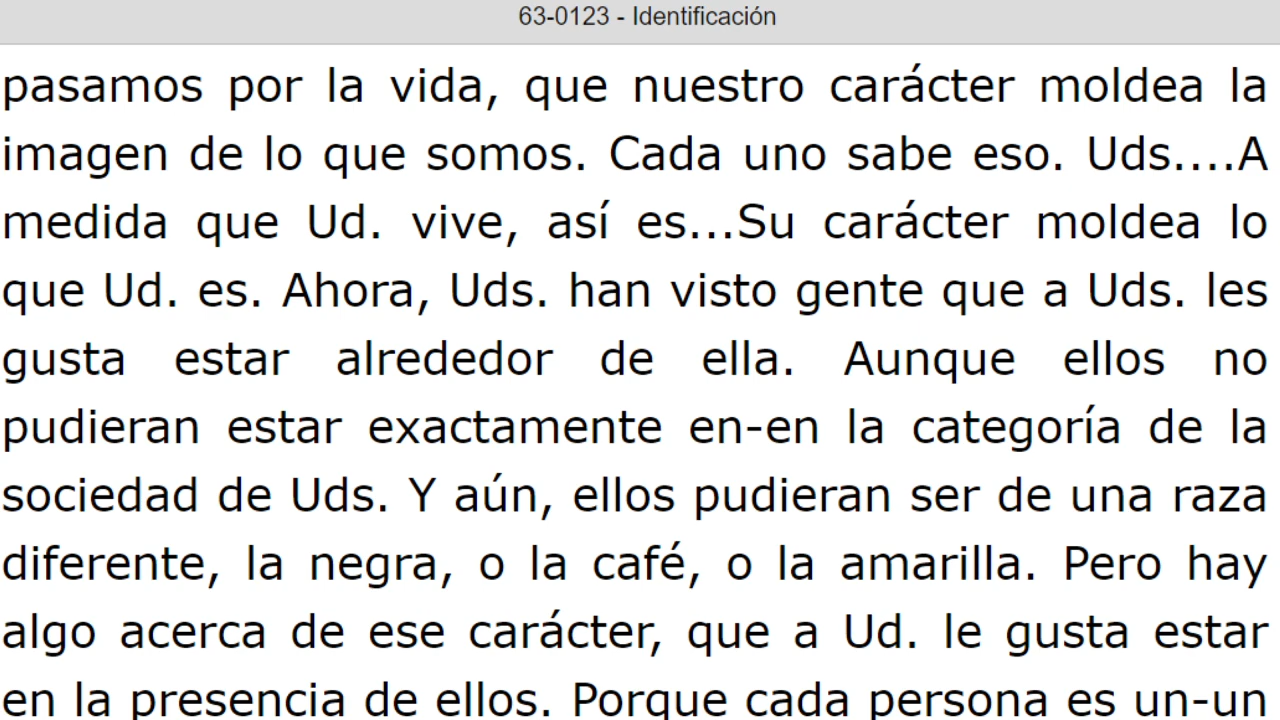 63-0123 - Identificación
pasamos por la vida, que nuestro carácter moldea la
imagen de lo que somos. Cada uno sabe eso. Uds....A
medida que Ud. vive, así es...Su carácter moldea lo
que Ud. es. Ahora, Uds. han visto gente que a Uds. les
gusta estar alrededor de ella. Aunque ellos no
pudieran estar exactamente en-en la categoría de la
sociedad de Uds. Y aún, ellos pudieran ser de una raza
diferente, la negra, o la café, o la amarilla. Pero hay
algo acerca de ese carácter, que a Ud. le gusta estar
en la presencia de ellos. Porque cada persona es un-un